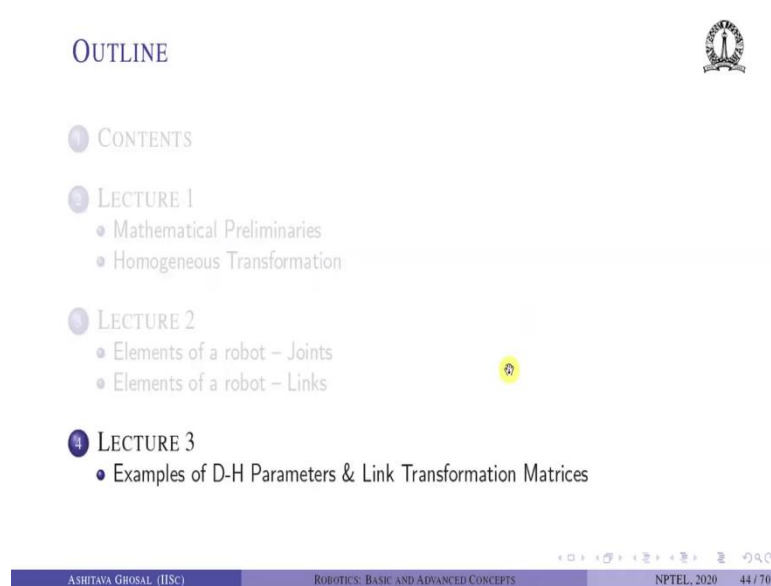 OUTLINE
1 CONTENTS
2 LECTURE 1
Mathematical Preliminaries
Homogeneous Transformation
3 LECTURE 2
Elements of a robot – Joints
Elements of a robot – Links
4 LECTURE 3
Examples of D-H Parameters & Link Transformation Matrices
ASHITAVA GHOSAL (IISC) ROBOTICS: BASIC AND ADVANCED CONCEPTS NPTEL, 2020 44 /